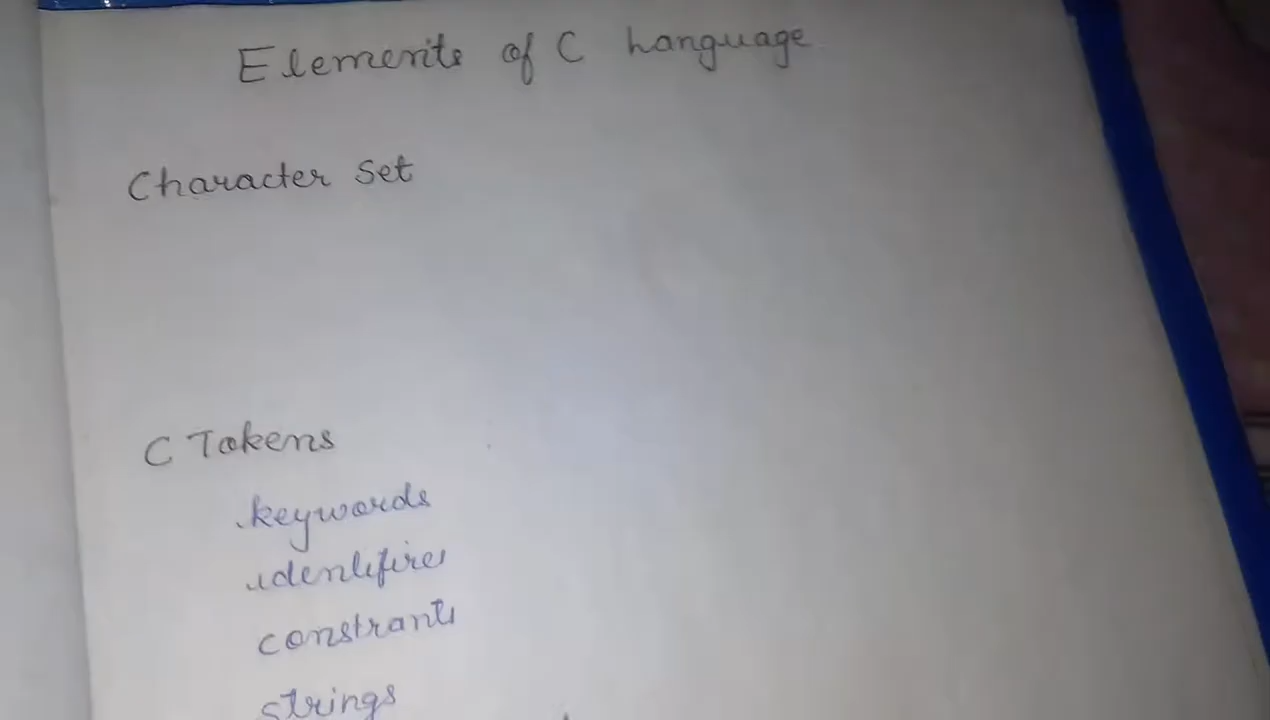 Elements of C Language
Character Set
C Tokens
keywords
identifires
constrants
strings